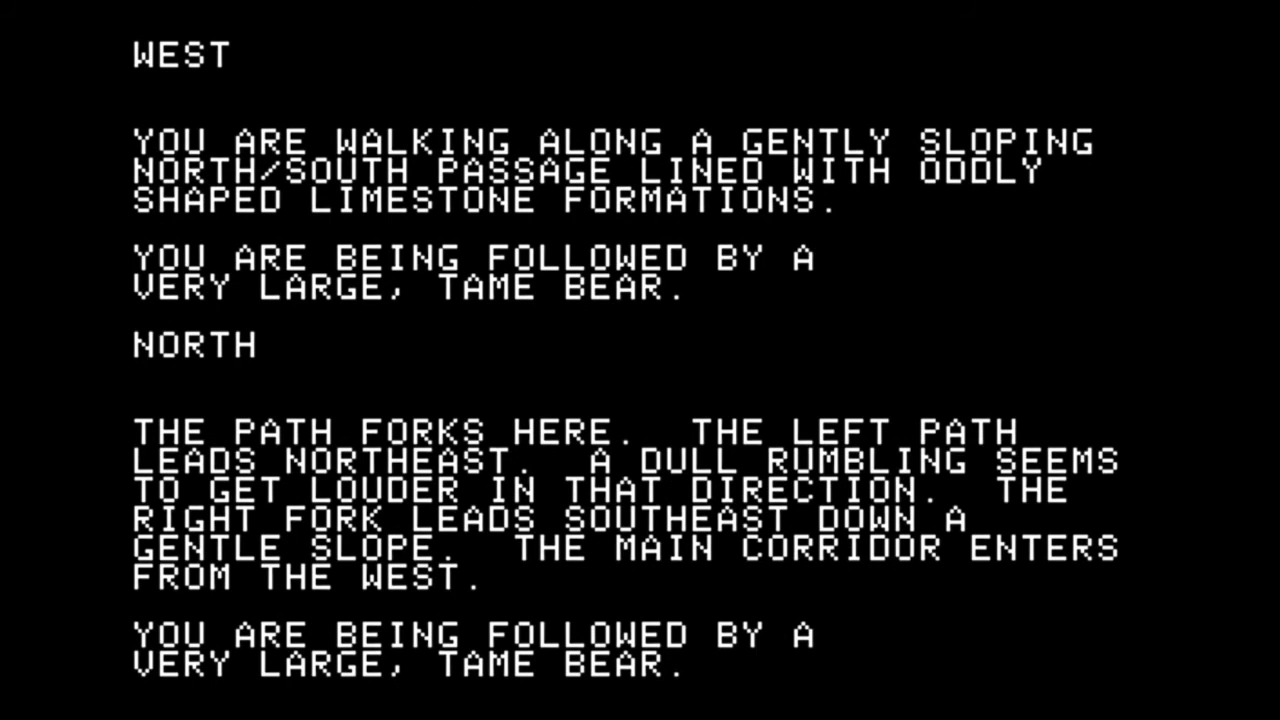 WEST
YOU ARE WALKING ALONG A GENTLY SLOPING
NORTH/SOUTH PASSAGE LINED WITH ODDLY
SHAPED LIMESTONE FORMATIONS.
YOU ARE BEING FOLLOWED BY A
VERY LARGE, TAME BEAR.
NORTH
THE PATH FORKS HERE.  THE LEFT PATH
LEADS NORTHEAST.  A DULL RUMBLING SEEMS
TO GET LOUDER IN THAT DIRECTION.  THE
RIGHT FORK LEADS SOUTHEAST DOWN A
GENTLE SLOPE.  THE MAIN CORRIDOR ENTERS
FROM THE WEST.
YOU ARE BEING FOLLOWED BY A
VERY LARGE, TAME BEAR.